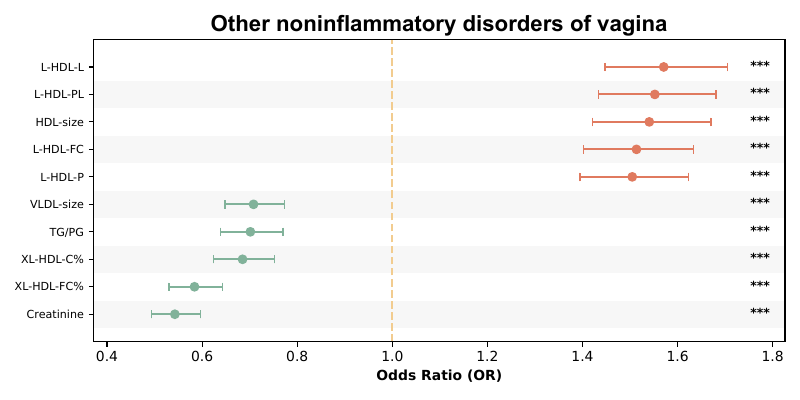 Other noninflammatory disorders of vagina
L-HDL-L ***
L-HDL-PL ***
HDL-size ***
L-HDL-FC ***
L-HDL-P ***
VLDL-size ***
TG/PG ***
XL-HDL-C% ***
XL-HDL-FC% ***
Creatinine ***
0.4 0.6 0.8 1.0 1.2 1.4 1.6 1.8
Odds Ratio (OR)